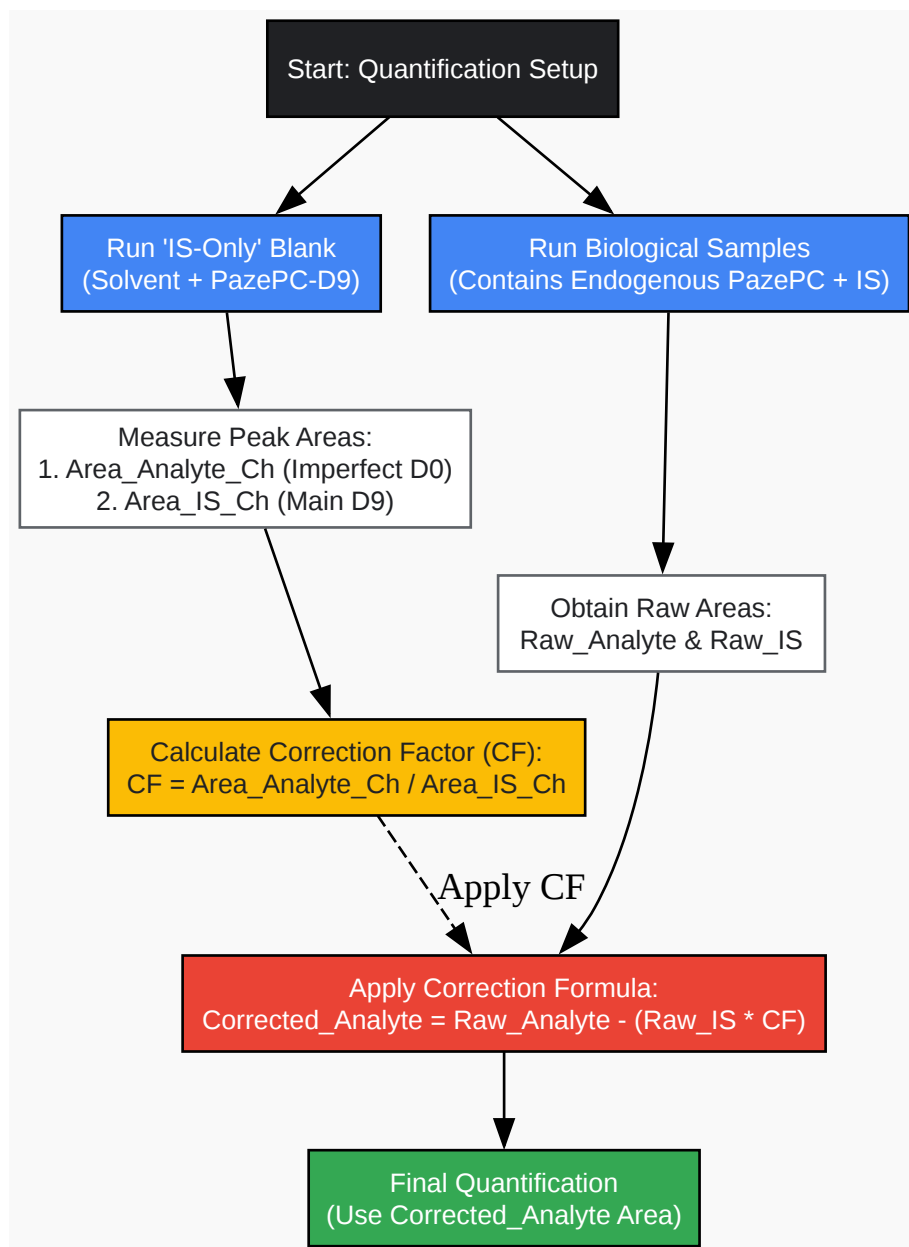 Start: Quantification Setup
Run 'IS-Only' Blank
(Solvent + PazePC-D9)
Run Biological Samples
(Contains Endogenous PazePC + IS)
Measure Peak Areas:
1. Area_Analyte_Ch (Imperfect D0)
2. Area_IS_Ch (Main D9)
Obtain Raw Areas:
Raw_Analyte & Raw_IS
Calculate Correction Factor (CF):
CF = Area_Analyte_Ch / Area_IS_Ch
Apply CF
Apply Correction Formula:
Corrected_Analyte = Raw_Analyte - (Raw_IS * CF)
Final Quantification
(Use Corrected_Analyte Area)